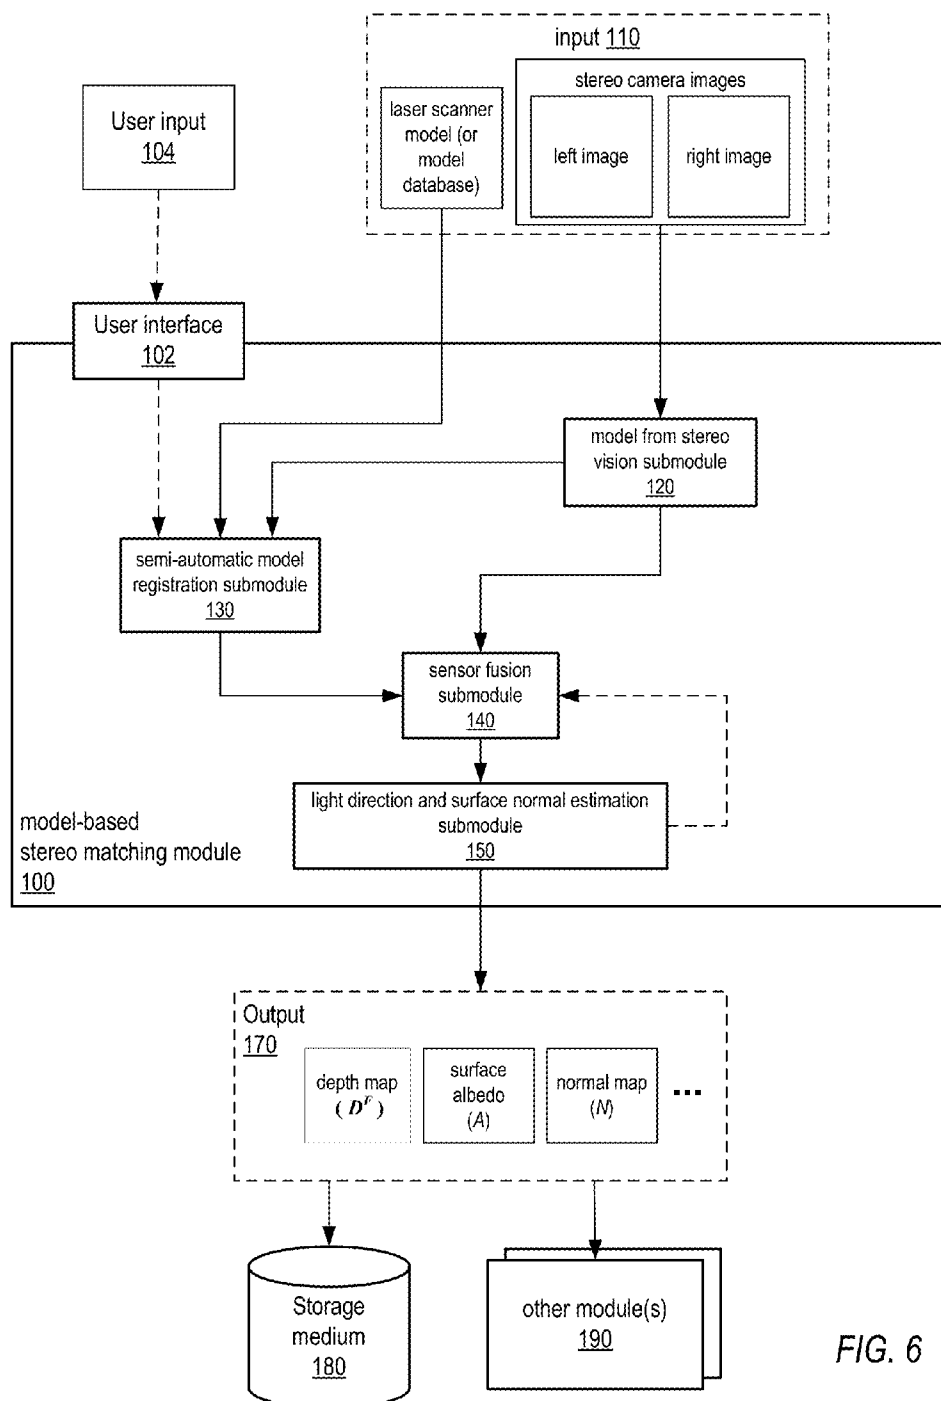 input 110
stereo camera images
User input
104
laser scanner
model (or
model
database)
left image
right image
User interface
102
model from stereo
vision submodule
120
semi-automatic model
registration submodule
130
sensor fusion
submodule
140
light direction and surface normal estimation
submodule
150
model-based
stereo matching module
100
Output
170
depth map
(D^F)
surface
albedo
(A)
normal map
(N)
...
Storage
medium
180
other module(s)
190
FIG. 6